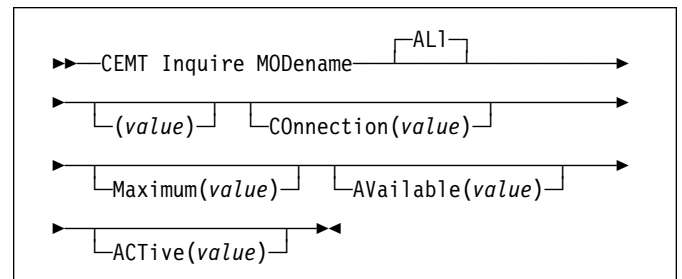 ALl
CEMT Inquire MODename
(value) COnnection(value)
Maximum(value) AVailable(value)
ACTive(value)